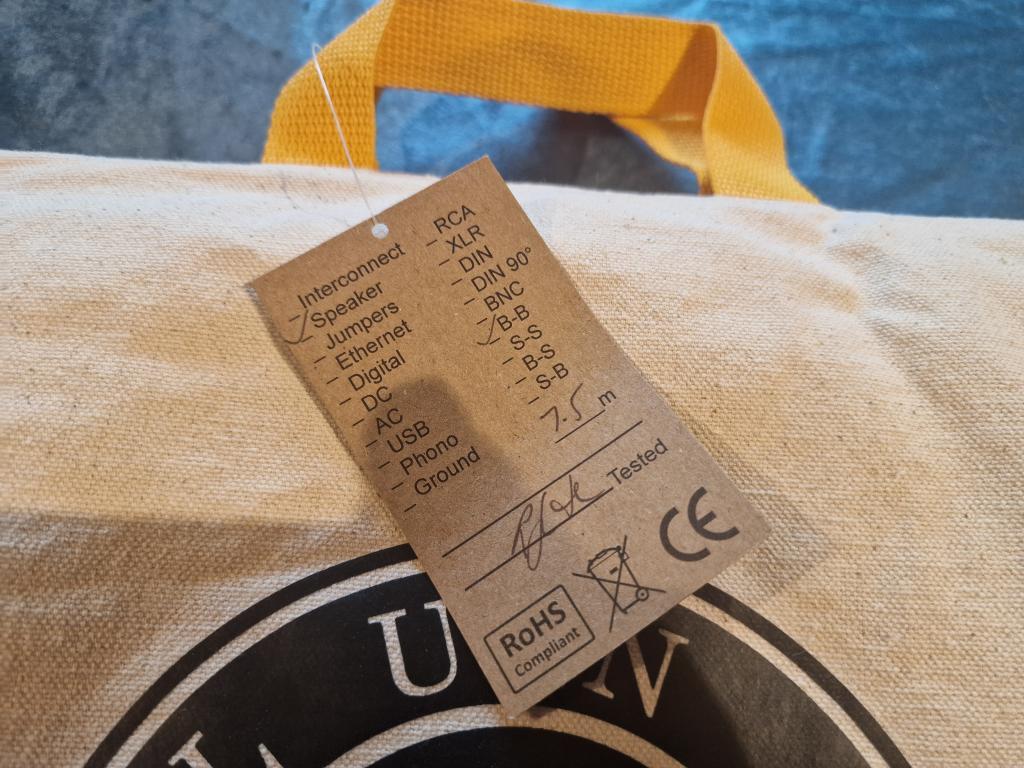 Interconnect
✓ Speaker
– Jumpers
– Ethernet
– Digital
– DC
– AC
– USB
– Phono
– Ground
– RCA
– XLR
– DIN
– DIN 90°
– BNC
✓ B-B
– S-S
– B-S
– S-B
7.5 m
Tested
CE
RoHS
Compliant
U N